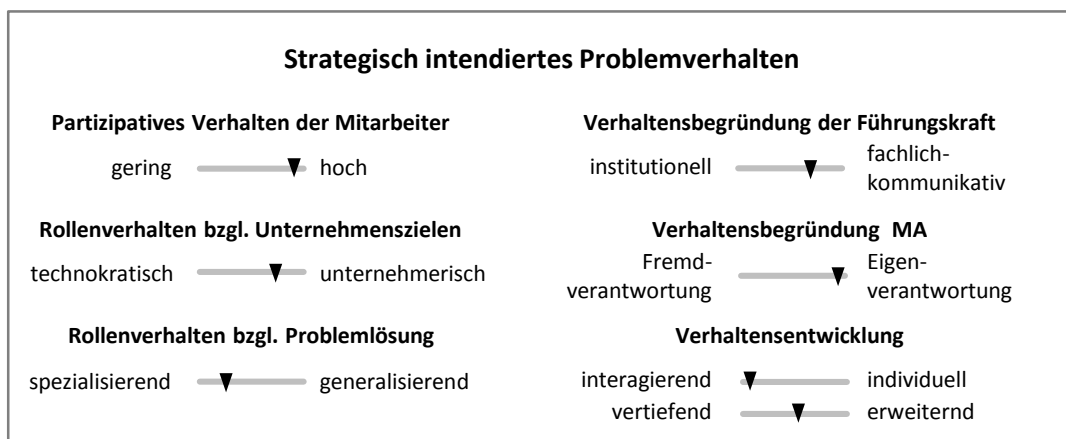 Strategisch intendiertes Problemverhalten
Partizipatives Verhalten der Mitarbeiter
gering hoch
Rollenverhalten bzgl. Unternehmenszielen
technokratisch unternehmerisch
Rollenverhalten bzgl. Problemlösung
spezialisierend generalisierend
Verhaltensbegründung der Führungskraft
institutionell fachlich-
kommunikativ
Verhaltensbegründung MA
Fremd- Eigen-
verantwortung verantwortung
Verhaltensentwicklung
interagierend individuell
vertiefend erweiternd